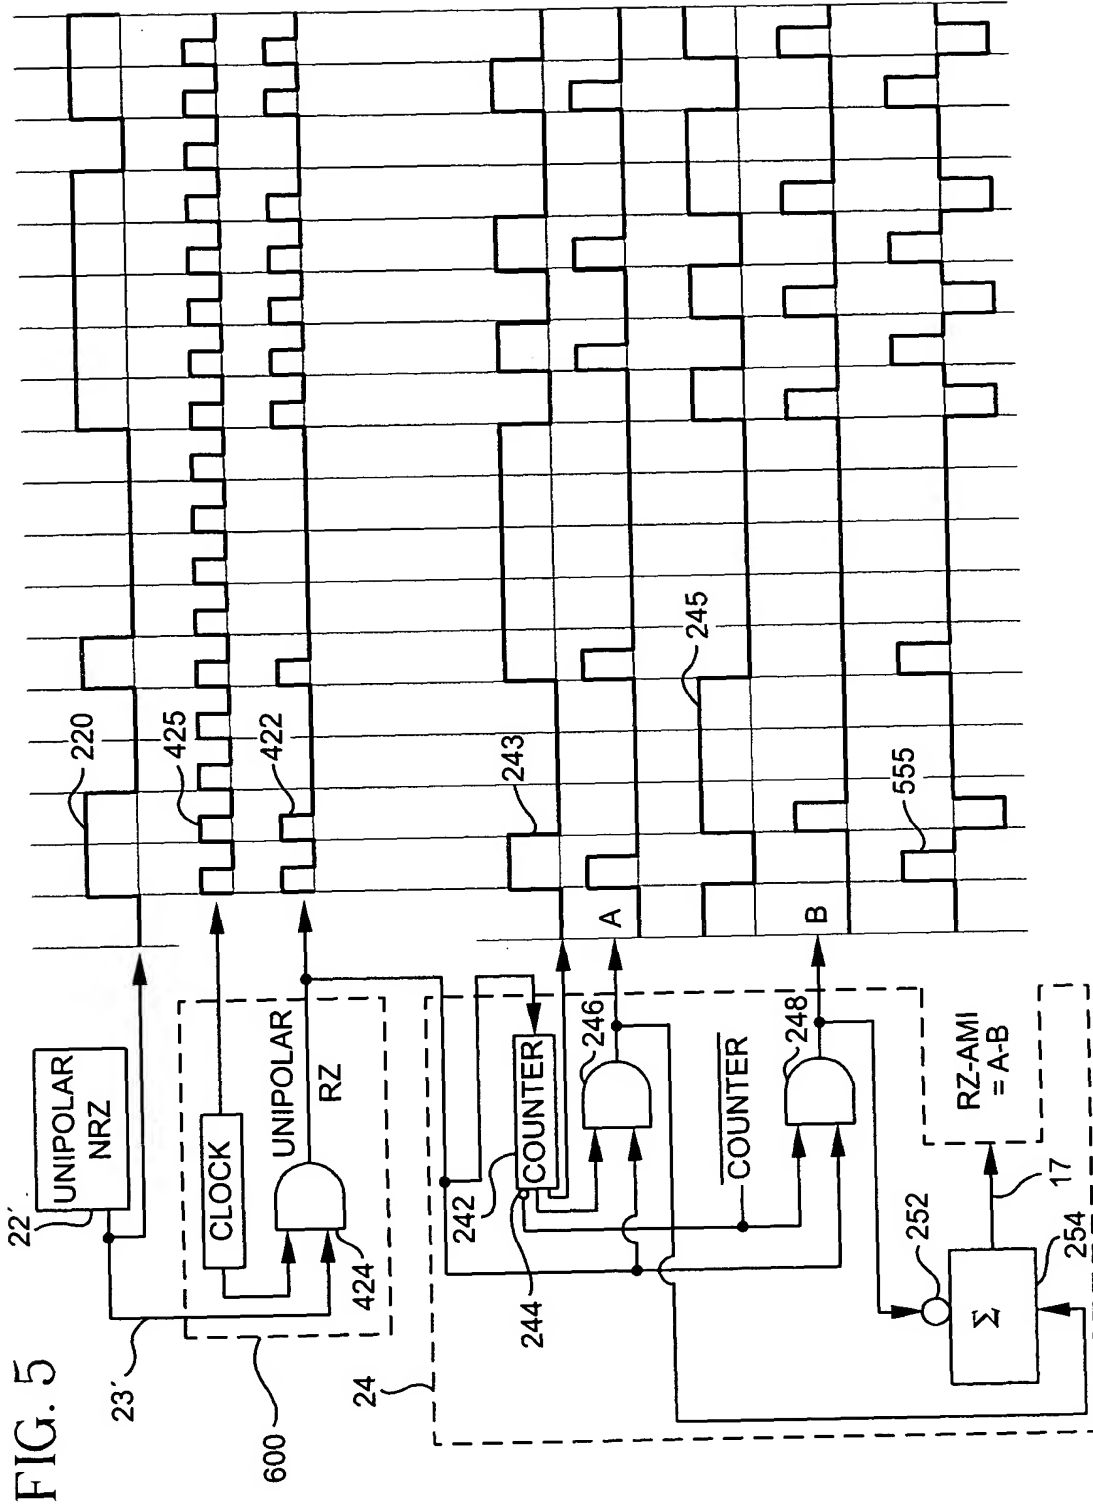 FIG. 5
22′
UNIPOLAR
NRZ
23′
600
CLOCK
424
UNIPOLAR
RZ
220
425
422
24
242
COUNTER
244
246
COUNTER
248
252
Σ
254
17
RZ-AMI
= A-B
243
A
245
B
555